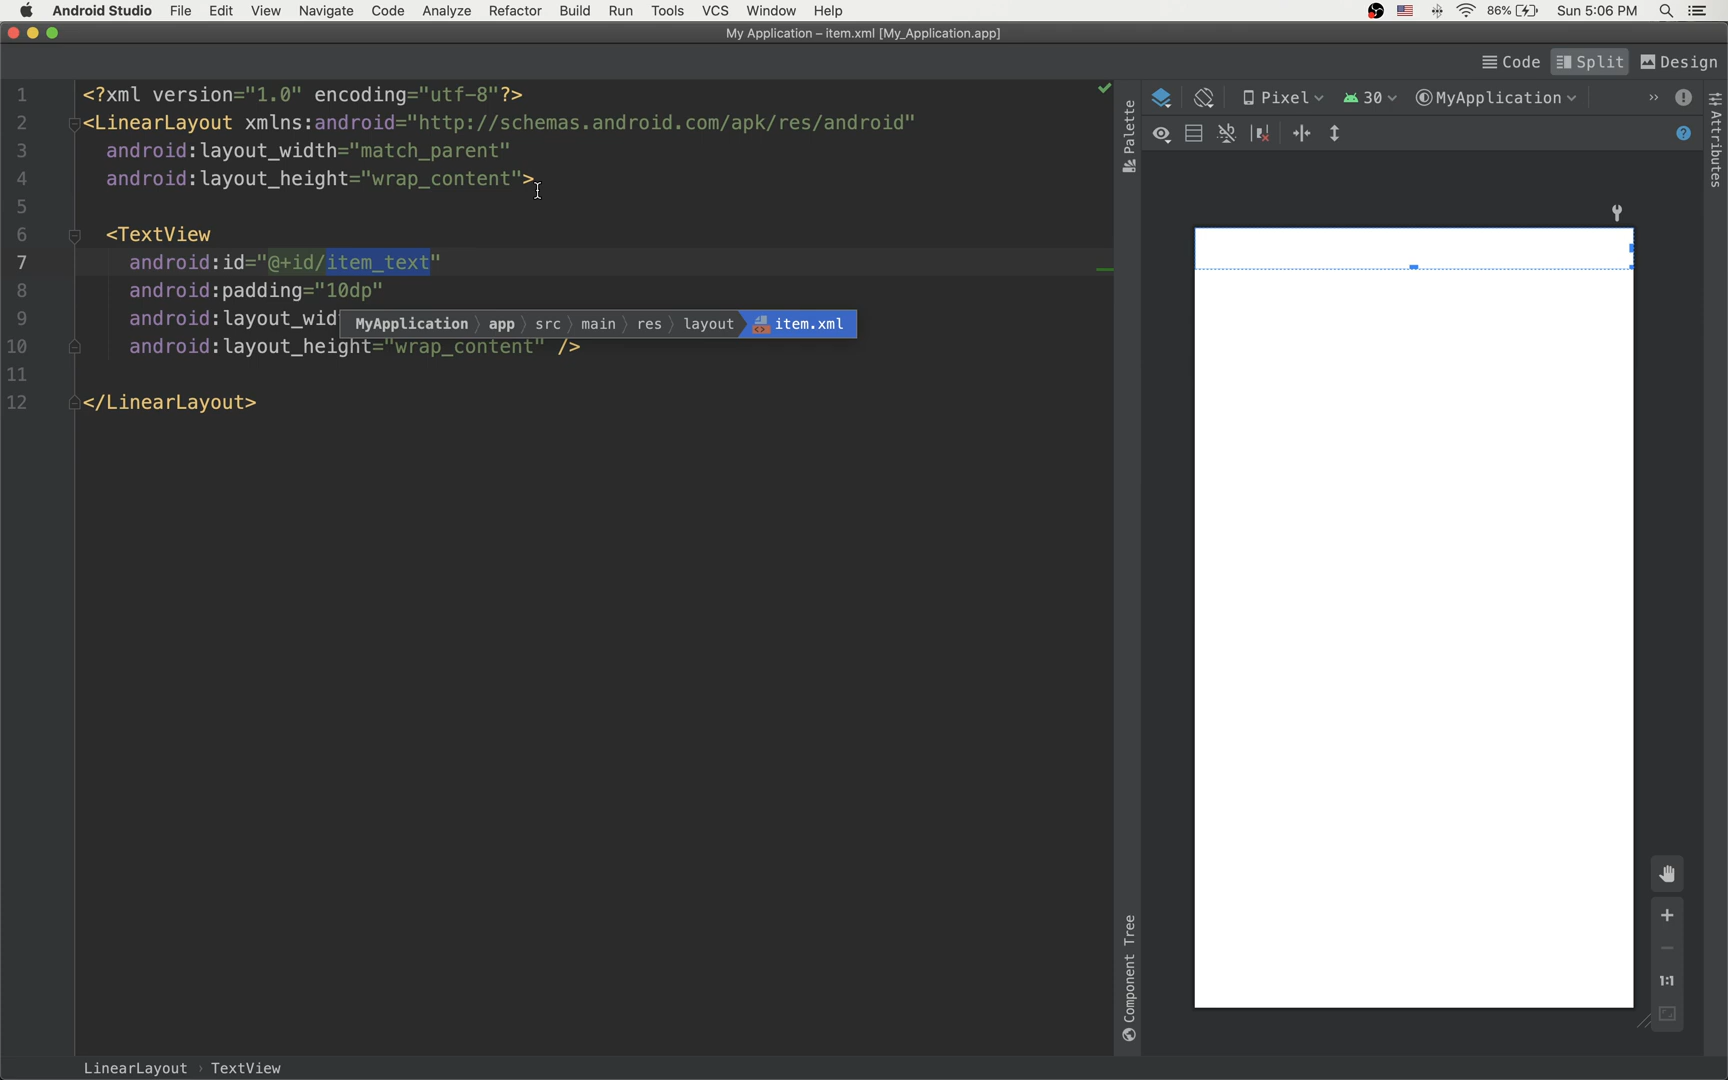 Android Studio File Edit View Navigate Code Analyze Refactor Build Run Tools VCS Window Help 86% Sun 5:06 PM
My Application – item.xml [My_Application.app]
Code Split Design
1 <?xml version="1.0" encoding="utf-8"?>
2 <LinearLayout xmlns:android="http://schemas.android.com/apk/res/android"
3 android:layout_width="match_parent"
4 android:layout_height="wrap_content">
5
6 <TextView
7 android:id="@+id/item_text"
8 android:padding="10dp"
9 android:layout_wid
MyApplication app src main res layout item.xml
10 android:layout_height="wrap_content" />
11
12 </LinearLayout>
Palette
Pixel 30 MyApplication
Attributes
Component Tree
1:1
LinearLayout › TextView